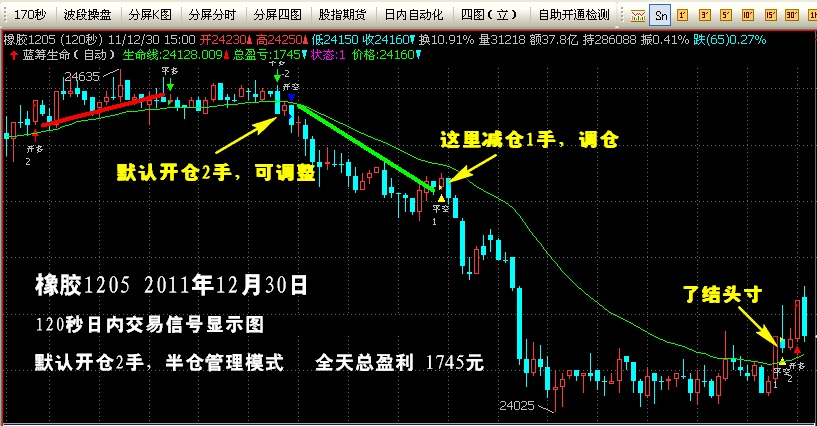 170秒 波段操盘 分屏K图 分屏分时 分屏四图 股指期货 日内自动化 四图（立） 自助开通检测 Sn 1' 3' 5' 10' 15' 30' 1H
橡胶1205 (120秒) 11/12/30 15:00 开24230▲ 高24250▲ 低24150 收24160▼ 换10.91% 量31218 额37.8亿 持286088 振0.41% 跌(65)0.27%
蓝筹生命（自动） 生命线:24128.009▲ 总盈亏:1745▼ 状态:1 价格:24160▼
24635
平多
平多
-2
开空
开多
2
默认开仓2手，可调整
这里减仓1手，调仓
平空
1
橡胶1205 2011年12月30日
120秒日内交易信号显示图
默认开仓2手，半仓管理模式 全天总盈利 1745元
了结头寸
平空
1
开多
2
24025